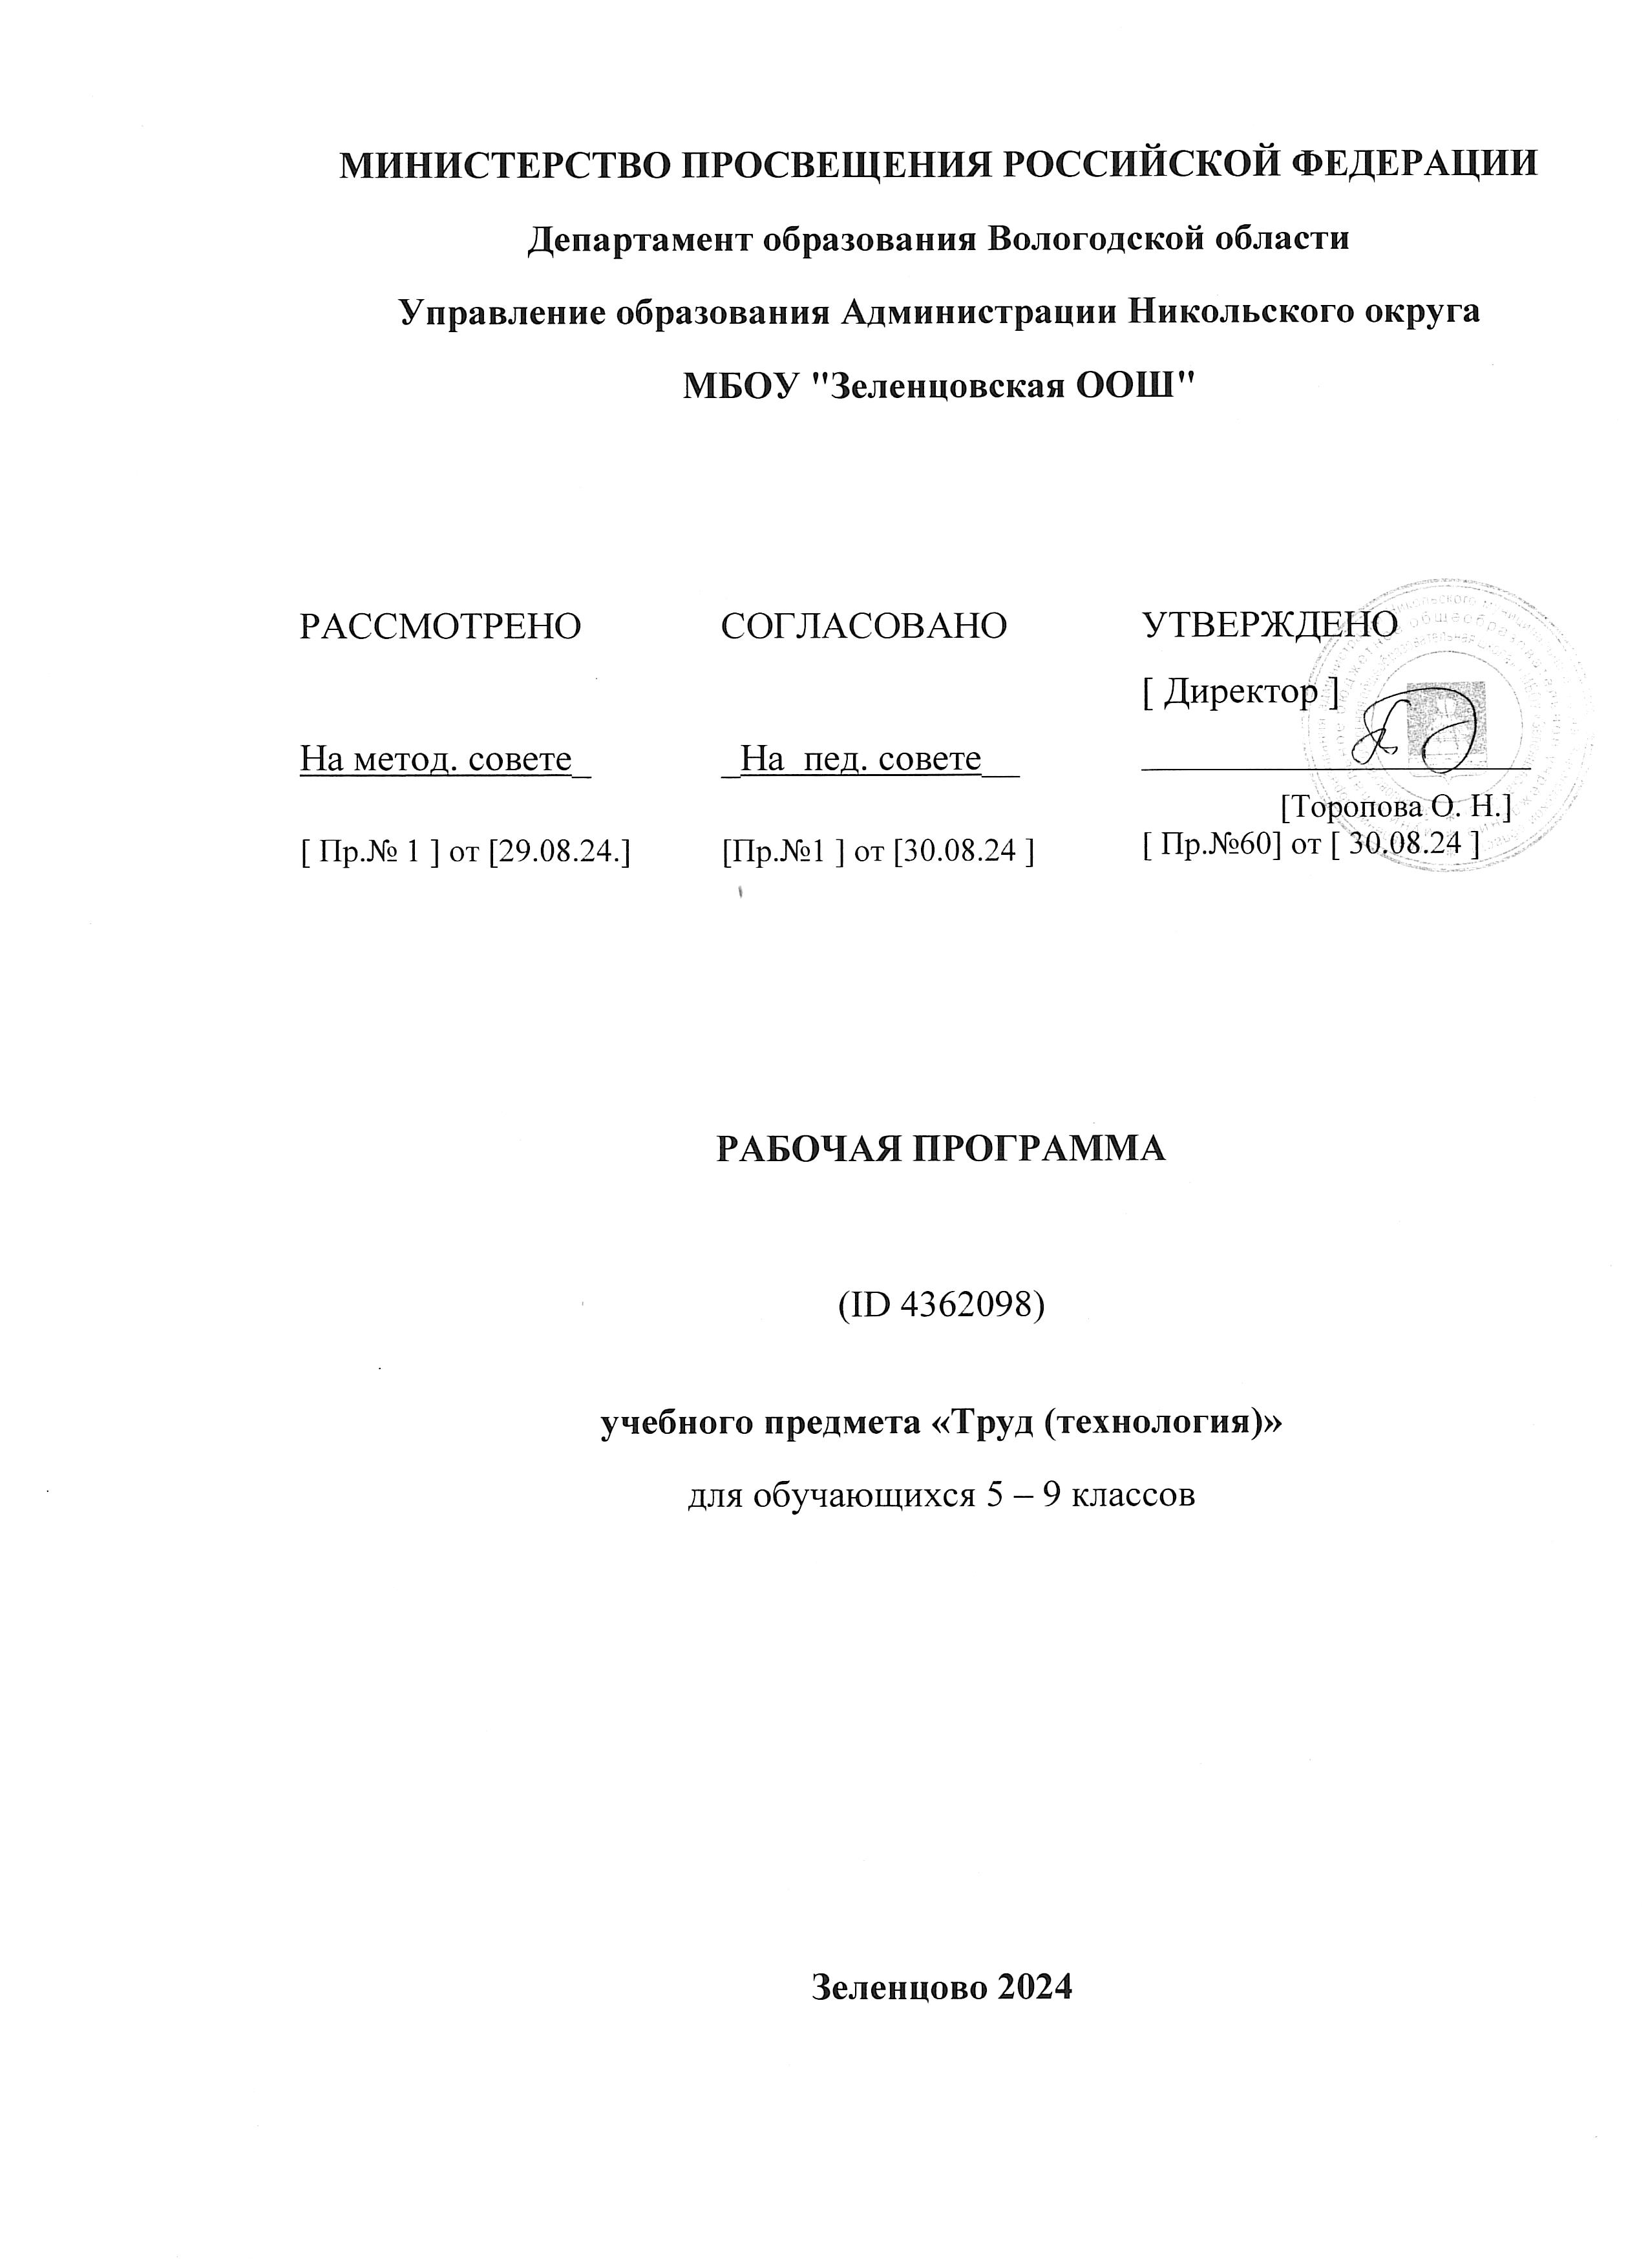 МИНИСТЕРСТВО ПРОСВЕЩЕНИЯ РОССИЙСКОЙ ФЕДЕРАЦИИ
Департамент образования Вологодской области
Управление образования Администрации Никольского округа
МБОУ "Зеленцовская ООШ"
РАССМОТРЕНО
На метод. совете_
[ Пр.№ 1 ] от [29.08.24.]
СОГЛАСОВАНО
_На пед. совете__
[Пр.№1 ] от [30.08.24 ]
УТВЕРЖДЕНО
[ Директор ]
[Торопова О. Н.]
[ Пр.№60] от [ 30.08.24 ]
РАБОЧАЯ ПРОГРАММА
(ID 4362098)
учебного предмета «Труд (технология)»
для обучающихся 5 – 9 классов
Зеленцово 2024